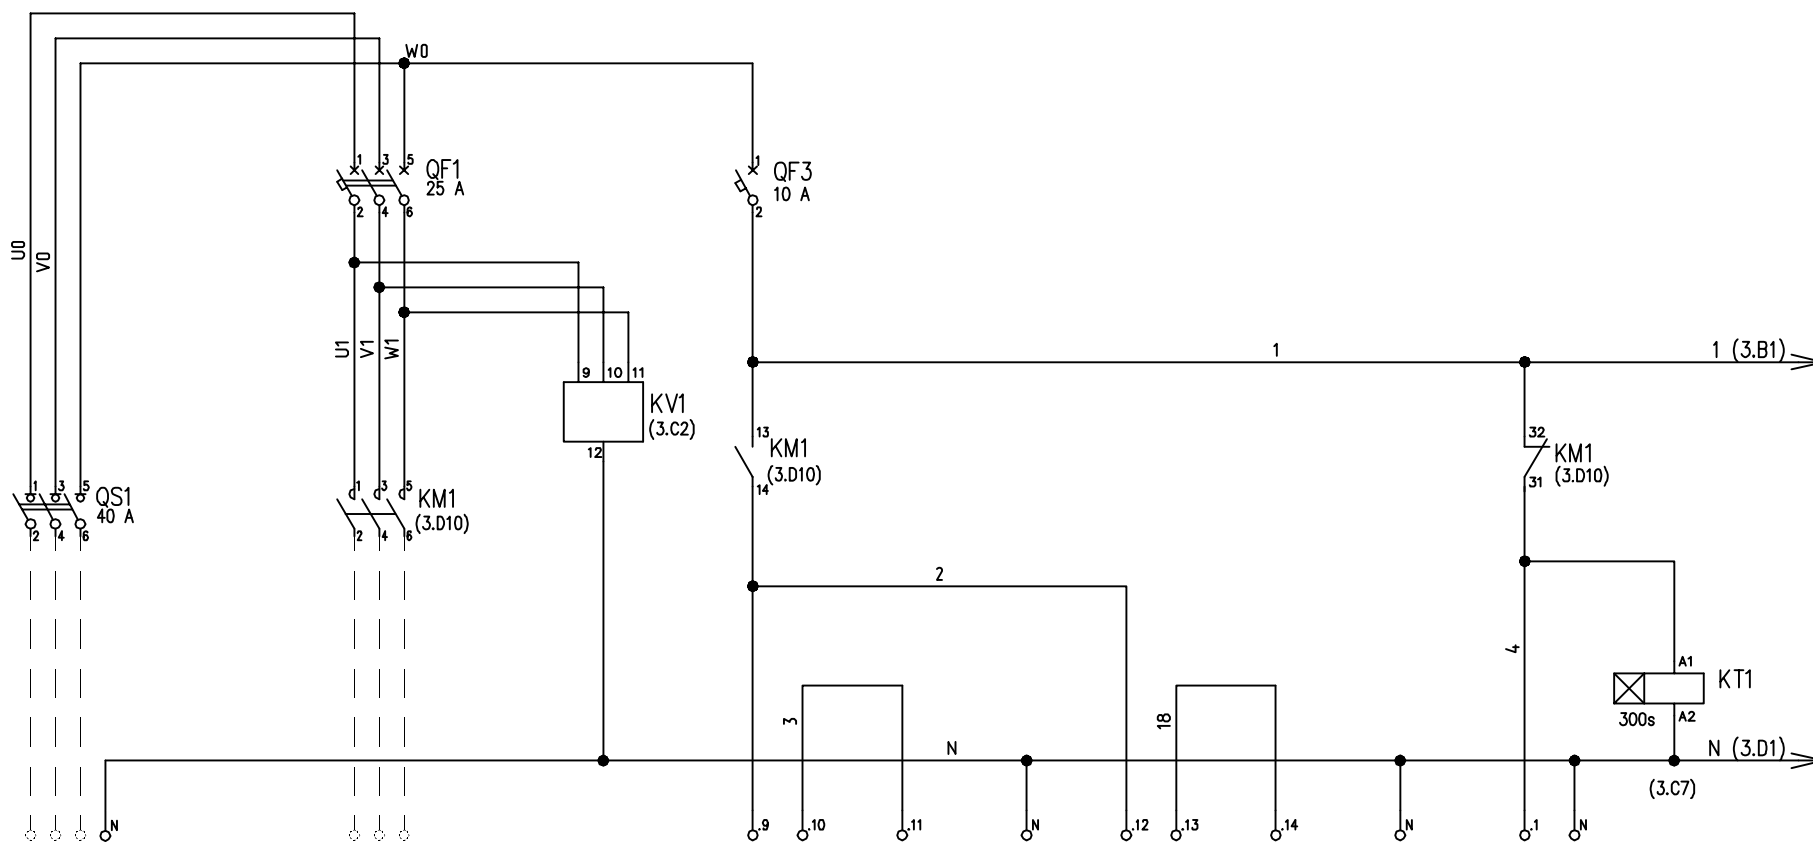 W0
1 3 5
QF1
25 A
2 4 6
1
QF3
10 A
2
U0
V0
U1
V1
W1
1
1 (3.B1)
9 10 11
KV1
(3.C2)
12
13
KM1
(3.D10)
14
32
KM1
(3.D10)
31
1 3 5
QS1
40 A
2 4 6
1 3 5
KM1
(3.D10)
2 4 6
2
4
A1
KT1
300s
A2
3
18
N
N (3.D1)
(3.C7)
N
.9
.10
.11
N
.12
.13
.14
N
.1
N